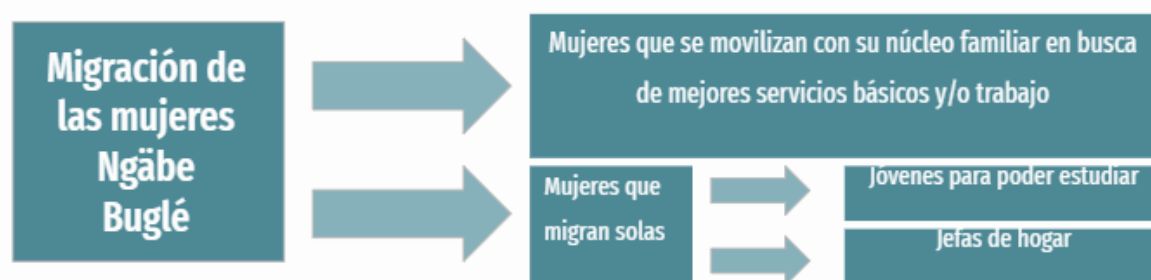 Migración de
las mujeres
Ngäbe
Buglé
Mujeres que se movilizan con su núcleo familiar en busca
de mejores servicios básicos y/o trabajo
Mujeres que
migran solas
Jóvenes para poder estudiar
Jefas de hogar